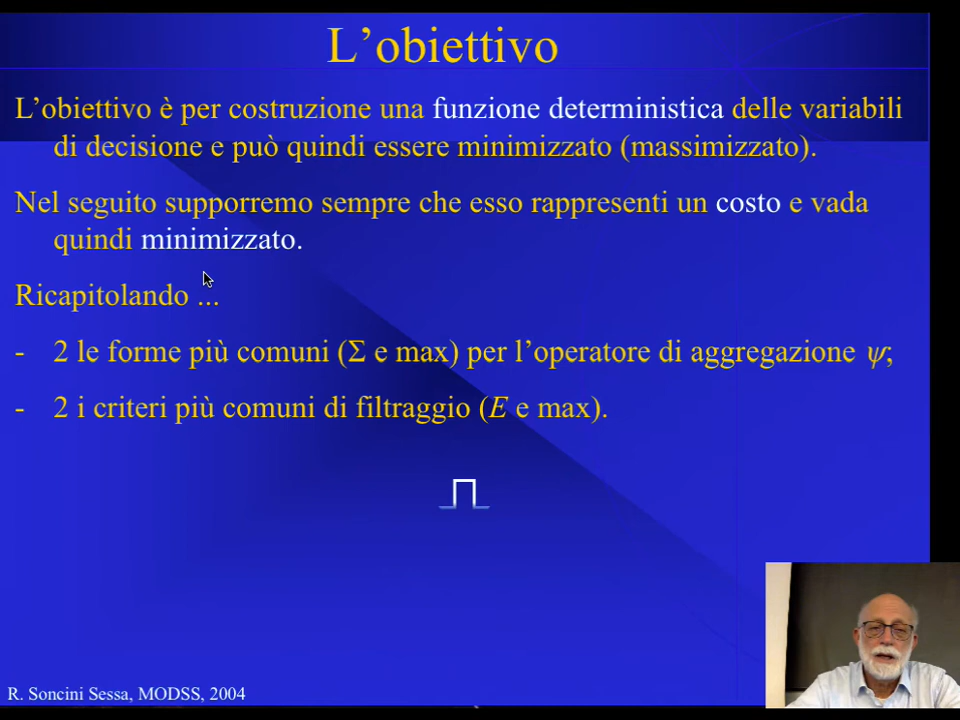 L’obiettivo
L’obiettivo è per costruzione una funzione deterministica delle variabili
di decisione e può quindi essere minimizzato (massimizzato).
Nel seguito supporremo sempre che esso rappresenti un costo e vada
quindi minimizzato.
Ricapitolando ...
- 2 le forme più comuni (Σ e max) per l’operatore di aggregazione ψ;
- 2 i criteri più comuni di filtraggio (E e max).
R. Soncini Sessa, MODSS, 2004